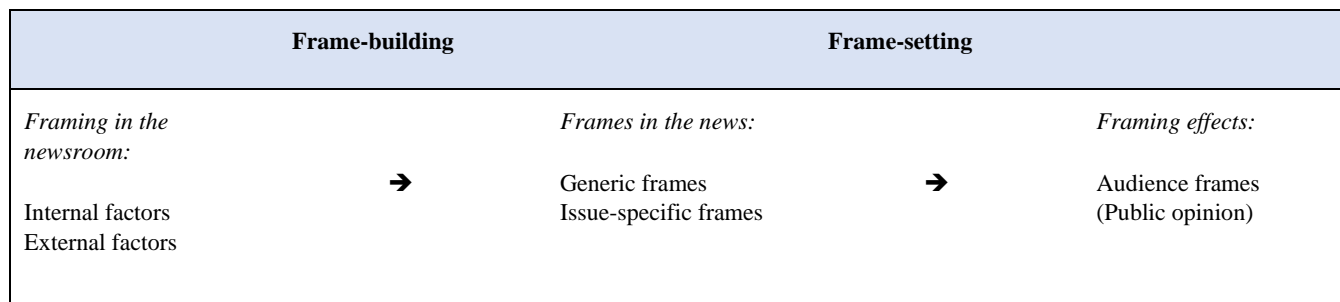 Frame-building
Frame-setting
Framing in the
newsroom:
Internal factors
External factors
➔
Frames in the news:
Generic frames
Issue-specific frames
➔
Framing effects:
Audience frames
(Public opinion)